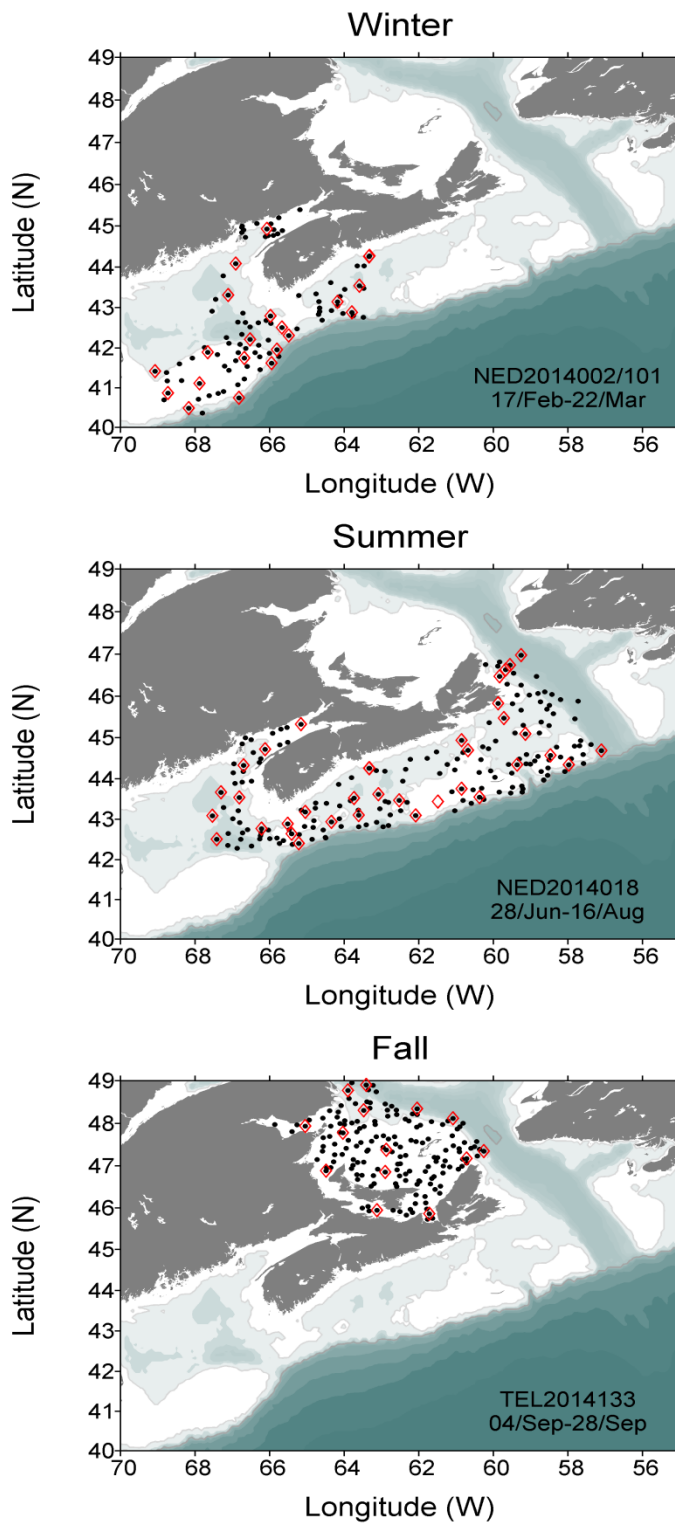 Winter
49
48
47
46
45
44
43
42
41
40
Latitude (N)
NED2014002/101
17/Feb-22/Mar
70 68 66 64 62 60 58 56
Longitude (W)
Summer
49
48
47
46
45
44
43
42
41
40
Latitude (N)
NED2014018
28/Jun-16/Aug
70 68 66 64 62 60 58 56
Longitude (W)
Fall
49
48
47
46
45
44
43
42
41
40
Latitude (N)
TEL2014133
04/Sep-28/Sep
70 68 66 64 62 60 58 56
Longitude (W)